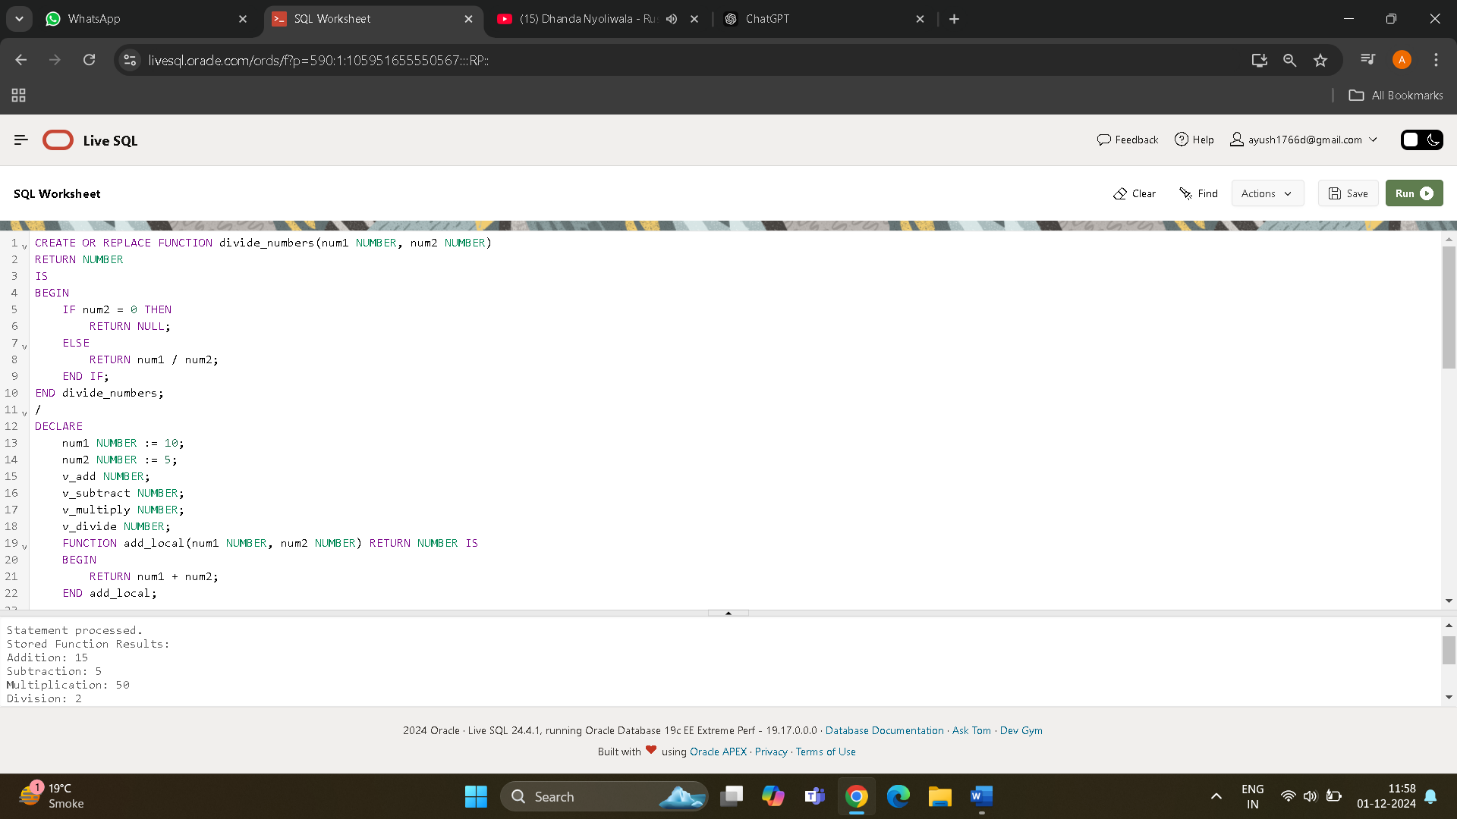 WhatsApp
SQL Worksheet
(15) Dhanda Nyoliwala - Ru
ChatGPT
livesql.oracle.com/ords/f?p=590:1:105951655550567:::RP::
A
All Bookmarks
Live SQL
Feedback
Help
ayush1766d@gmail.com
SQL Worksheet
Clear
Find
Actions
Save
Run
1 CREATE OR REPLACE FUNCTION divide_numbers(num1 NUMBER, num2 NUMBER)
2 RETURN NUMBER
3 IS
4 BEGIN
5 IF num2 = 0 THEN
6 RETURN NULL;
7 ELSE
8 RETURN num1 / num2;
9 END IF;
10 END divide_numbers;
11 /
12 DECLARE
13 num1 NUMBER := 10;
14 num2 NUMBER := 5;
15 v_add NUMBER;
16 v_subtract NUMBER;
17 v_multiply NUMBER;
18 v_divide NUMBER;
19 FUNCTION add_local(num1 NUMBER, num2 NUMBER) RETURN NUMBER IS
20 BEGIN
21 RETURN num1 + num2;
22 END add_local;
Statement processed.
Stored Function Results:
Addition: 15
Subtraction: 5
Multiplication: 50
Division: 2
2024 Oracle · Live SQL 24.4.1, running Oracle Database 19c EE Extreme Perf - 19.17.0.0.0 · Database Documentation · Ask Tom · Dev Gym
Built with ❤ using Oracle APEX · Privacy · Terms of Use
1
19°C
Smoke
Search
ENG
IN
11:58
01-12-2024